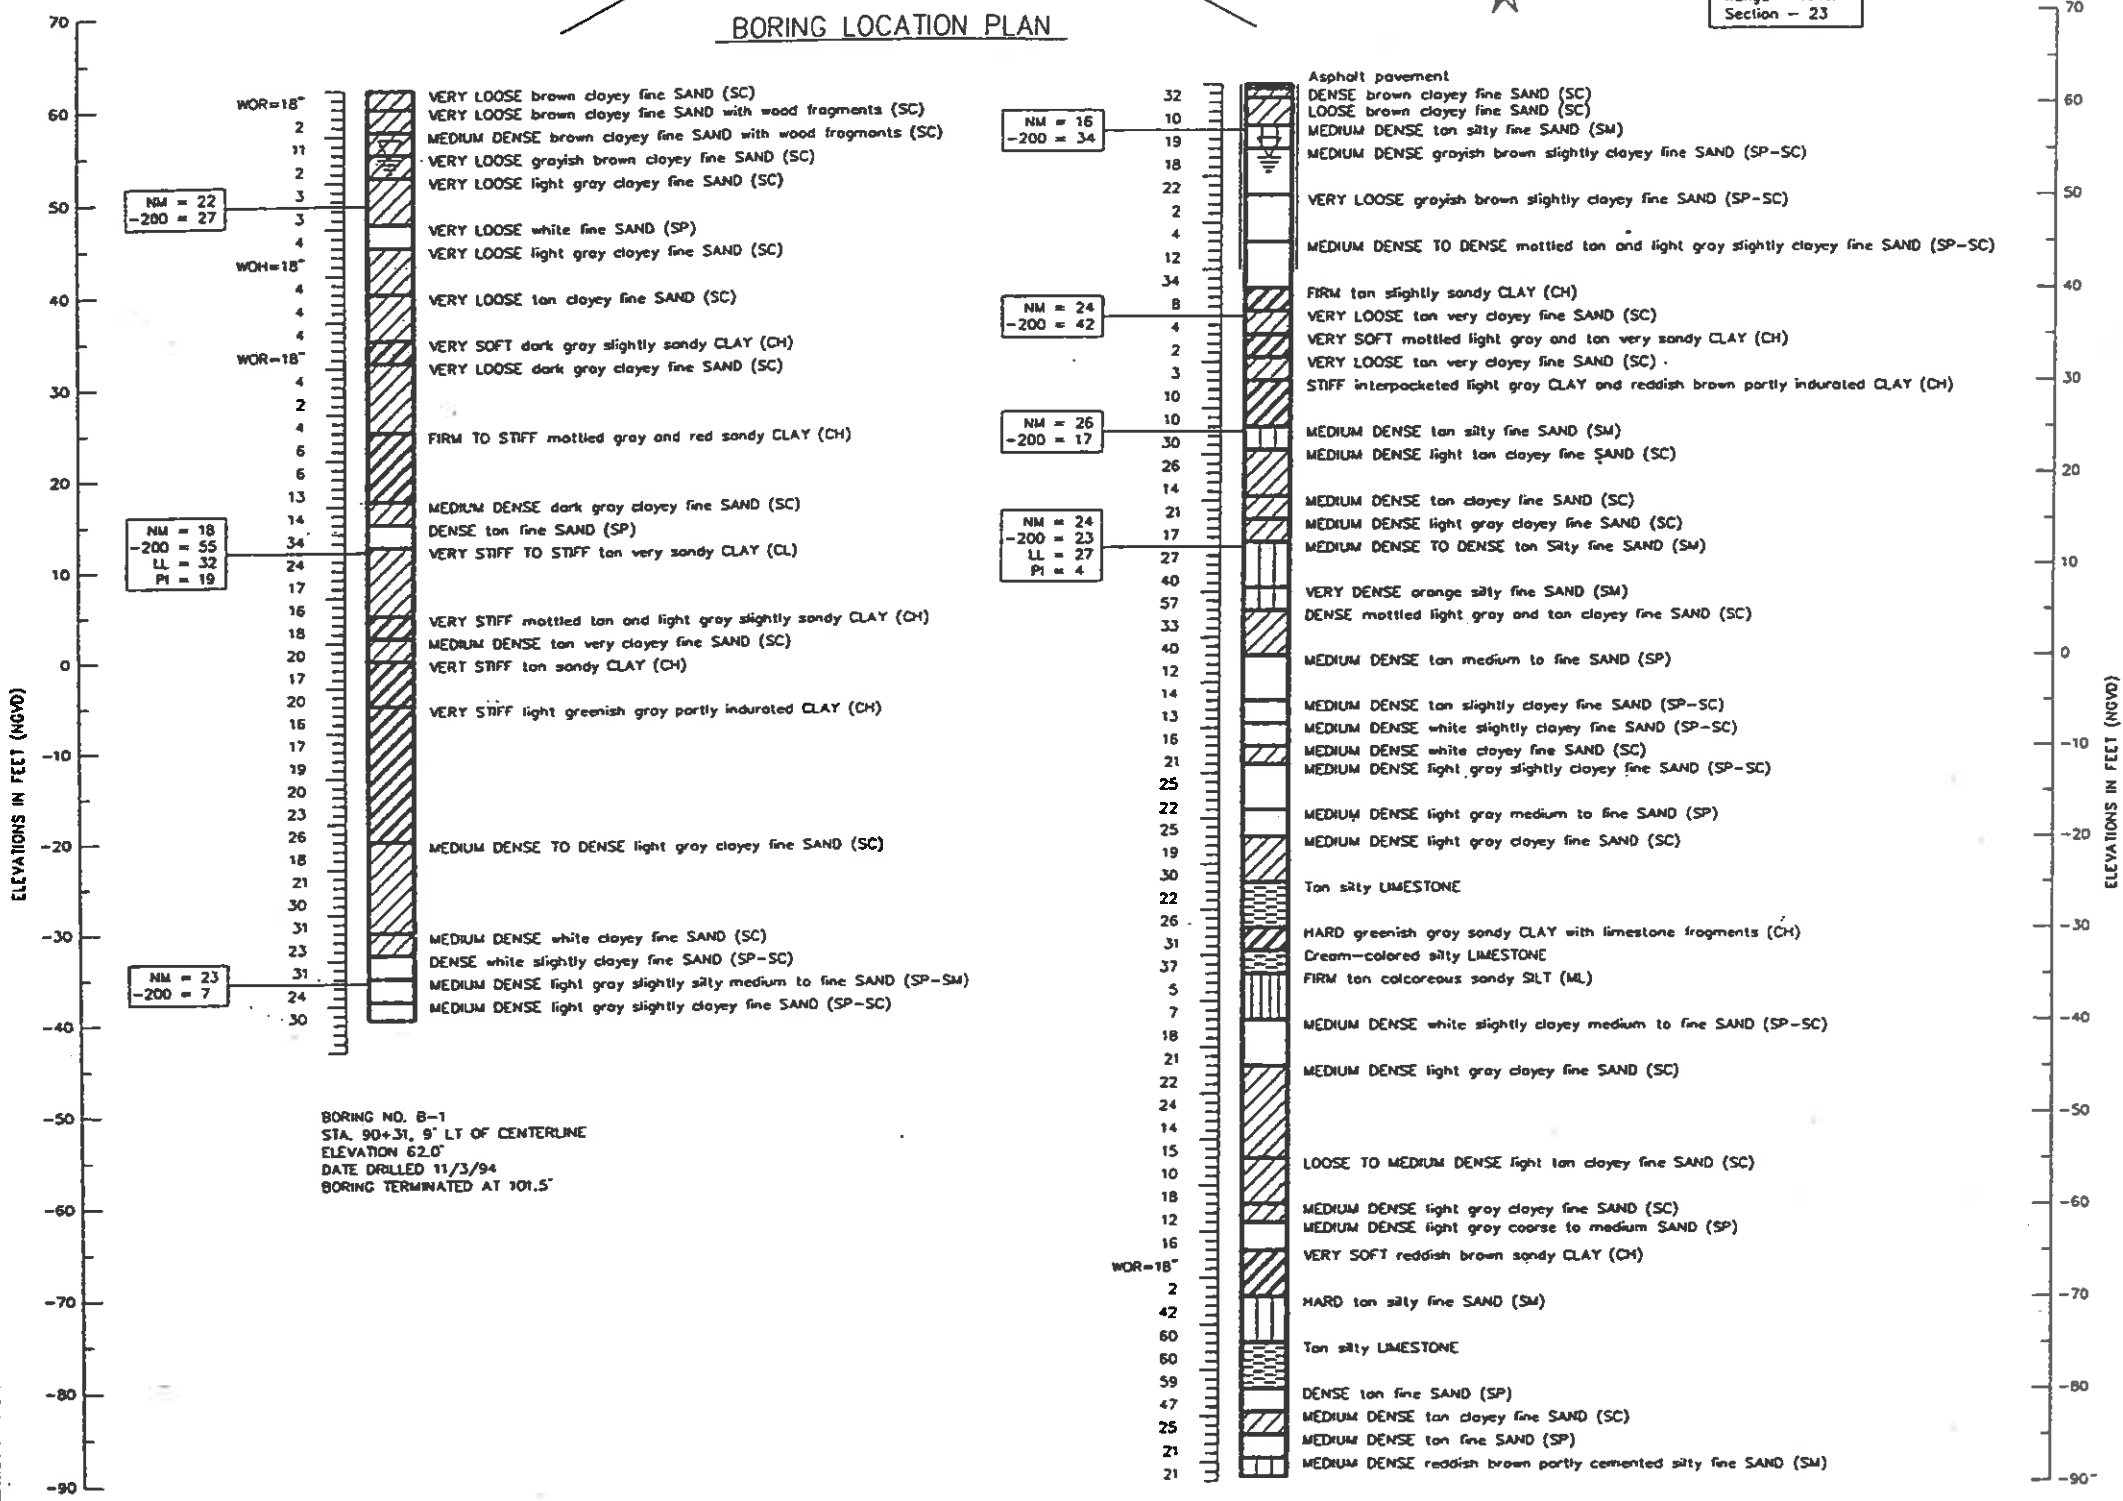 BORING LOCATION PLAN
Section - 23
70
60
50
40
30
20
10
0
-10
-20
-30
-40
-50
-60
-70
-80
-90
ELEVATIONS IN FEET (NGVD)
NM = 22
-200 = 27
NM = 18
-200 = 55
LL = 32
PI = 19
NM = 23
-200 = 7
WOR=18"
2
11
2
3
3
4
WOH=18"
4
4
4
WOR=18"
4
2
4
6
6
13
14
34
24
17
16
18
20
17
20
16
17
19
20
23
26
18
21
30
31
23
31
24
30
VERY LOOSE brown clayey fine SAND (SC)
VERY LOOSE brown clayey fine SAND with wood fragments (SC)
MEDIUM DENSE brown clayey fine SAND with wood fragments (SC)
VERY LOOSE grayish brown clayey fine SAND (SC)
VERY LOOSE light gray clayey fine SAND (SC)
VERY LOOSE white fine SAND (SP)
VERY LOOSE light gray clayey fine SAND (SC)
VERY LOOSE tan clayey fine SAND (SC)
VERY SOFT dark gray slightly sandy CLAY (CH)
VERY LOOSE dark gray clayey fine SAND (SC)
FIRM TO STIFF mottled gray and red sandy CLAY (CH)
MEDIUM DENSE dark gray clayey fine SAND (SC)
DENSE tan fine SAND (SP)
VERY STIFF TO STIFF tan very sandy CLAY (CL)
VERY STIFF mottled tan and light gray slightly sandy CLAY (CH)
MEDIUM DENSE tan very clayey fine SAND (SC)
VERT STIFF tan sandy CLAY (CH)
VERY STIFF light greenish gray partly indurated CLAY (CH)
MEDIUM DENSE TO DENSE light gray clayey fine SAND (SC)
MEDIUM DENSE white clayey fine SAND (SC)
DENSE white slightly clayey fine SAND (SP-SC)
MEDIUM DENSE light gray slightly silty medium to fine SAND (SP-SM)
MEDIUM DENSE light gray slightly clayey fine SAND (SP-SC)
BORING NO. B-1
STA. 90+31, 9' LT OF CENTERLINE
ELEVATION 62.0'
DATE DRILLED 11/3/94
BORING TERMINATED AT 101.5'
NM = 16
-200 = 34
NM = 24
-200 = 42
NM = 26
-200 = 17
NM = 24
-200 = 23
LL = 27
PI = 4
32
10
19
18
22
2
4
12
34
8
4
2
3
10
10
30
26
14
21
17
27
40
57
33
40
12
14
13
16
21
25
22
25
19
30
22
26
31
37
5
7
18
21
22
24
14
15
10
18
12
16
WOR=18"
2
42
60
60
59
47
25
21
21
Asphalt pavement
DENSE brown clayey fine SAND (SC)
LOOSE brown clayey fine SAND (SC)
MEDIUM DENSE tan silty fine SAND (SM)
MEDIUM DENSE grayish brown slightly clayey fine SAND (SP-SC)
VERY LOOSE grayish brown slightly clayey fine SAND (SP-SC)
MEDIUM DENSE TO DENSE mottled tan and light gray slightly clayey fine SAND (SP-SC)
FIRM tan slightly sandy CLAY (CH)
VERY LOOSE tan very clayey fine SAND (SC)
VERY SOFT mottled light gray and tan very sandy CLAY (CH)
VERY LOOSE tan very clayey fine SAND (SC)
STIFF interpocketed light gray CLAY and reddish brown partly indurated CLAY (CH)
MEDIUM DENSE tan silty fine SAND (SM)
MEDIUM DENSE light tan clayey fine SAND (SC)
MEDIUM DENSE tan clayey fine SAND (SC)
MEDIUM DENSE light gray clayey fine SAND (SC)
MEDIUM DENSE TO DENSE tan Silty fine SAND (SM)
VERY DENSE orange silty fine SAND (SM)
DENSE mottled light gray and tan clayey fine SAND (SC)
MEDIUM DENSE tan medium to fine SAND (SP)
MEDIUM DENSE tan slightly clayey fine SAND (SP-SC)
MEDIUM DENSE white slightly clayey fine SAND (SP-SC)
MEDIUM DENSE white clayey fine SAND (SC)
MEDIUM DENSE light gray slightly clayey fine SAND (SP-SC)
MEDIUM DENSE light gray medium to fine SAND (SP)
MEDIUM DENSE light gray clayey fine SAND (SC)
Tan silty LIMESTONE
HARD greenish gray sandy CLAY with limestone fragments (CH)
Cream-colored silty LIMESTONE
FIRM tan calcareous sandy SILT (ML)
MEDIUM DENSE white slightly clayey medium to fine SAND (SP-SC)
MEDIUM DENSE light gray clayey fine SAND (SC)
LOOSE TO MEDIUM DENSE light tan clayey fine SAND (SC)
MEDIUM DENSE light gray clayey fine SAND (SC)
MEDIUM DENSE light gray coarse to medium SAND (SP)
VERY SOFT reddish brown sandy CLAY (CH)
HARD tan silty fine SAND (SM)
Tan silty LIMESTONE
DENSE tan fine SAND (SP)
MEDIUM DENSE tan clayey fine SAND (SC)
MEDIUM DENSE tan fine SAND (SP)
MEDIUM DENSE reddish brown partly cemented silty fine SAND (SM)
70
60
50
40
30
20
10
0
-10
-20
-30
-40
-50
-60
-70
-80
-90
ELEVATIONS IN FEET (NGVD)